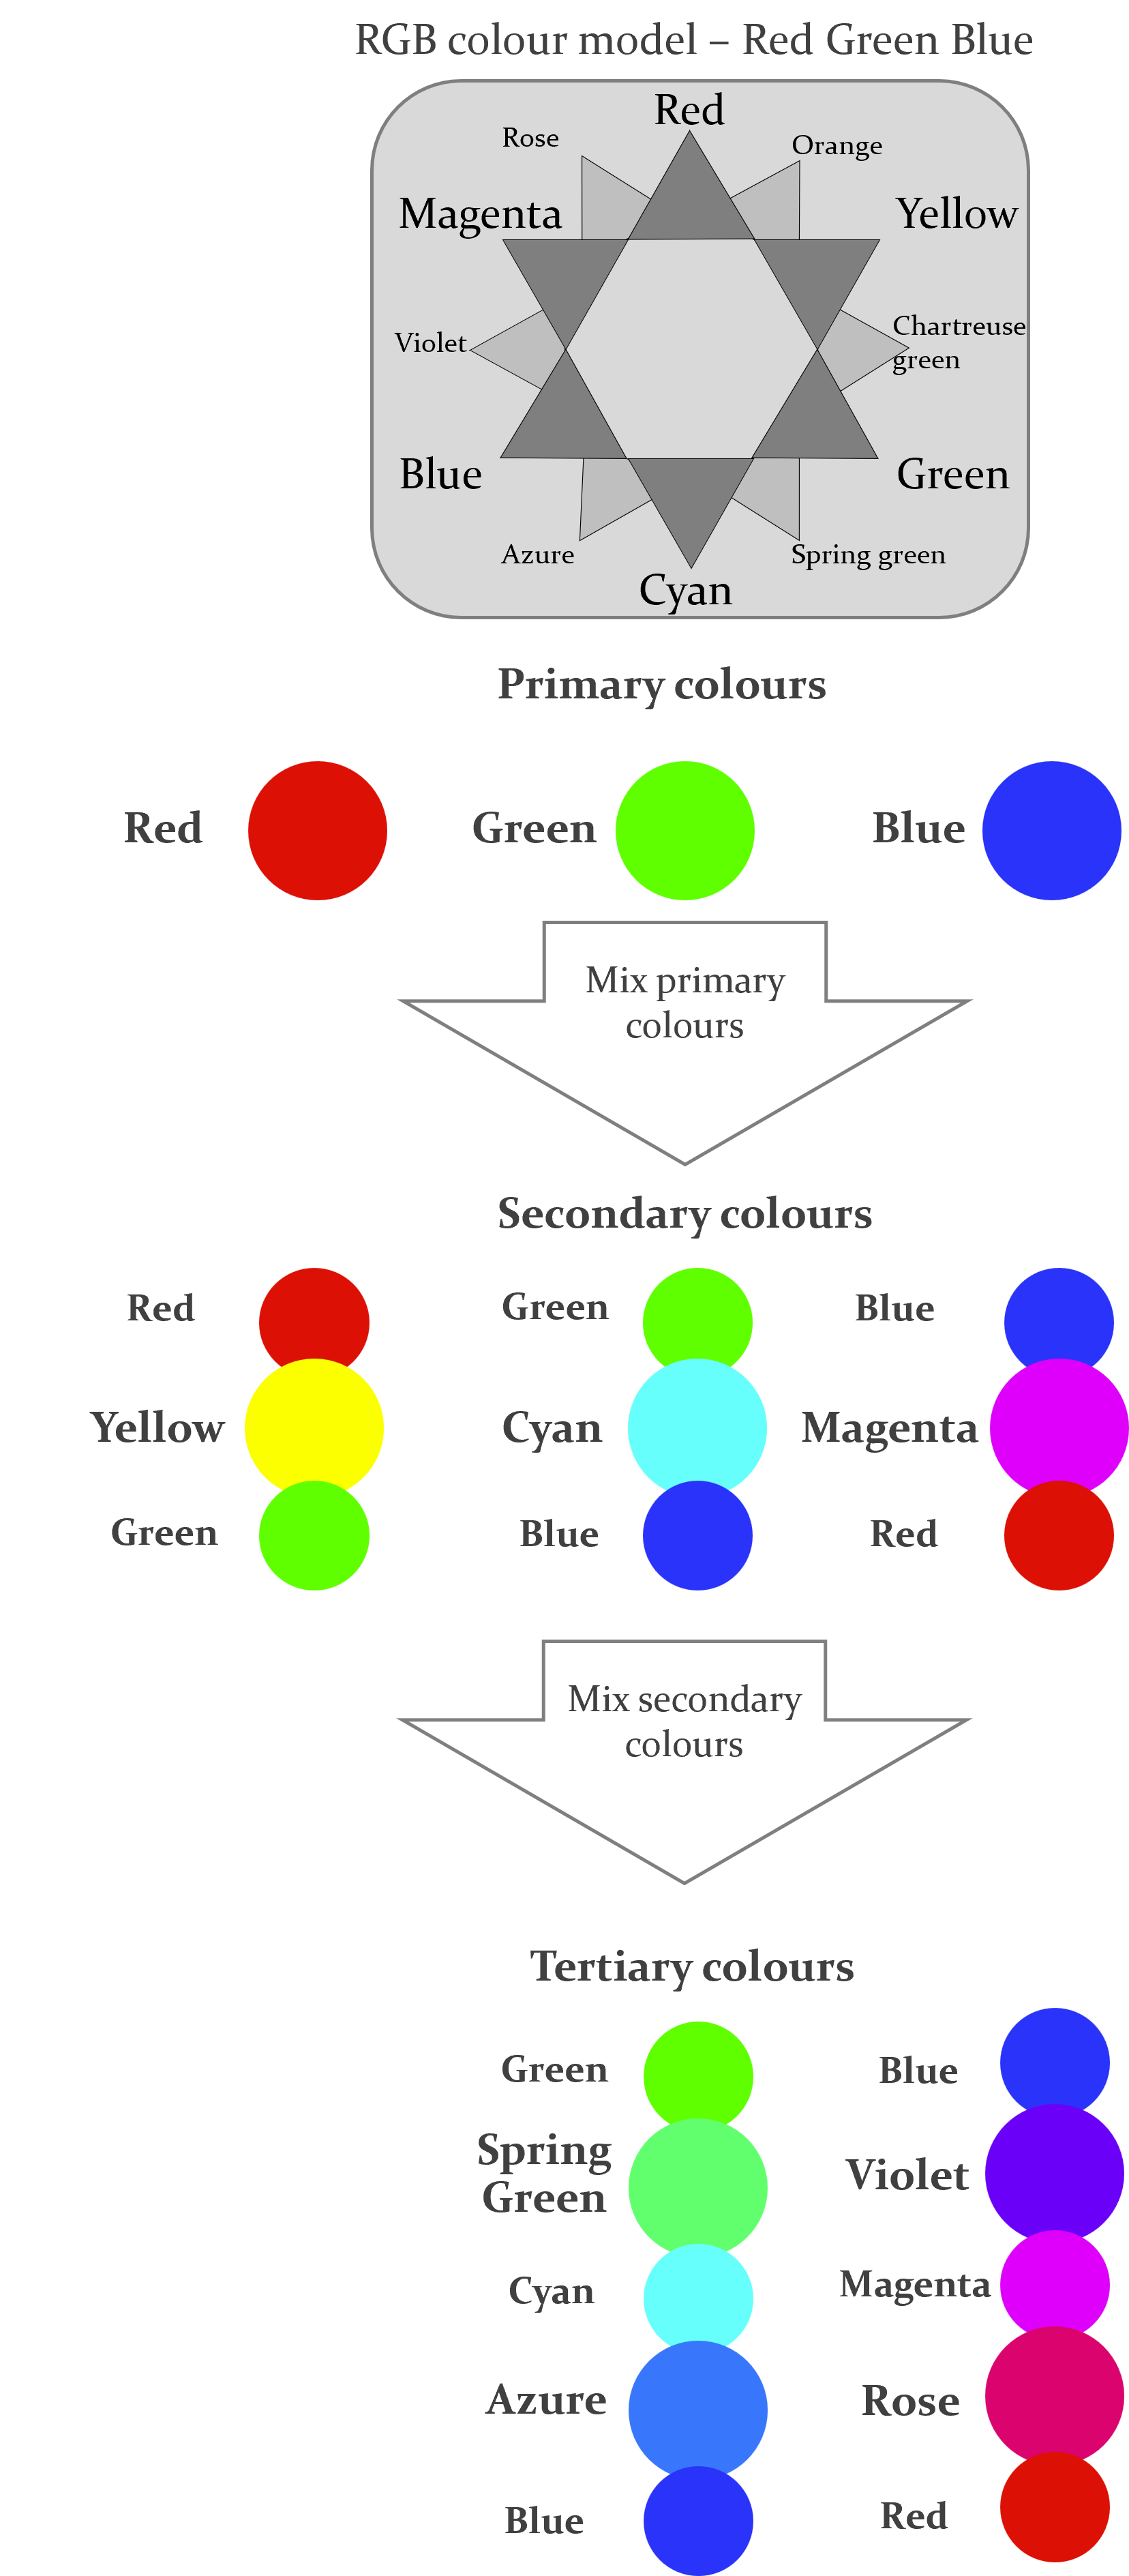 RGB colour model – Red Green Blue
Red
Rose
Orange
Magenta
Yellow
Violet
Chartreuse
green
Blue
Green
Azure
Spring green
Cyan
Primary colours
Red
Green
Blue
Mix primary
colours
Secondary colours
Red
Green
Blue
Yellow
Cyan
Magenta
Green
Blue
Red
Mix secondary
colours
Tertiary colours
Green
Blue
Spring
Green
Violet
Cyan
Magenta
Azure
Rose
Blue
Red